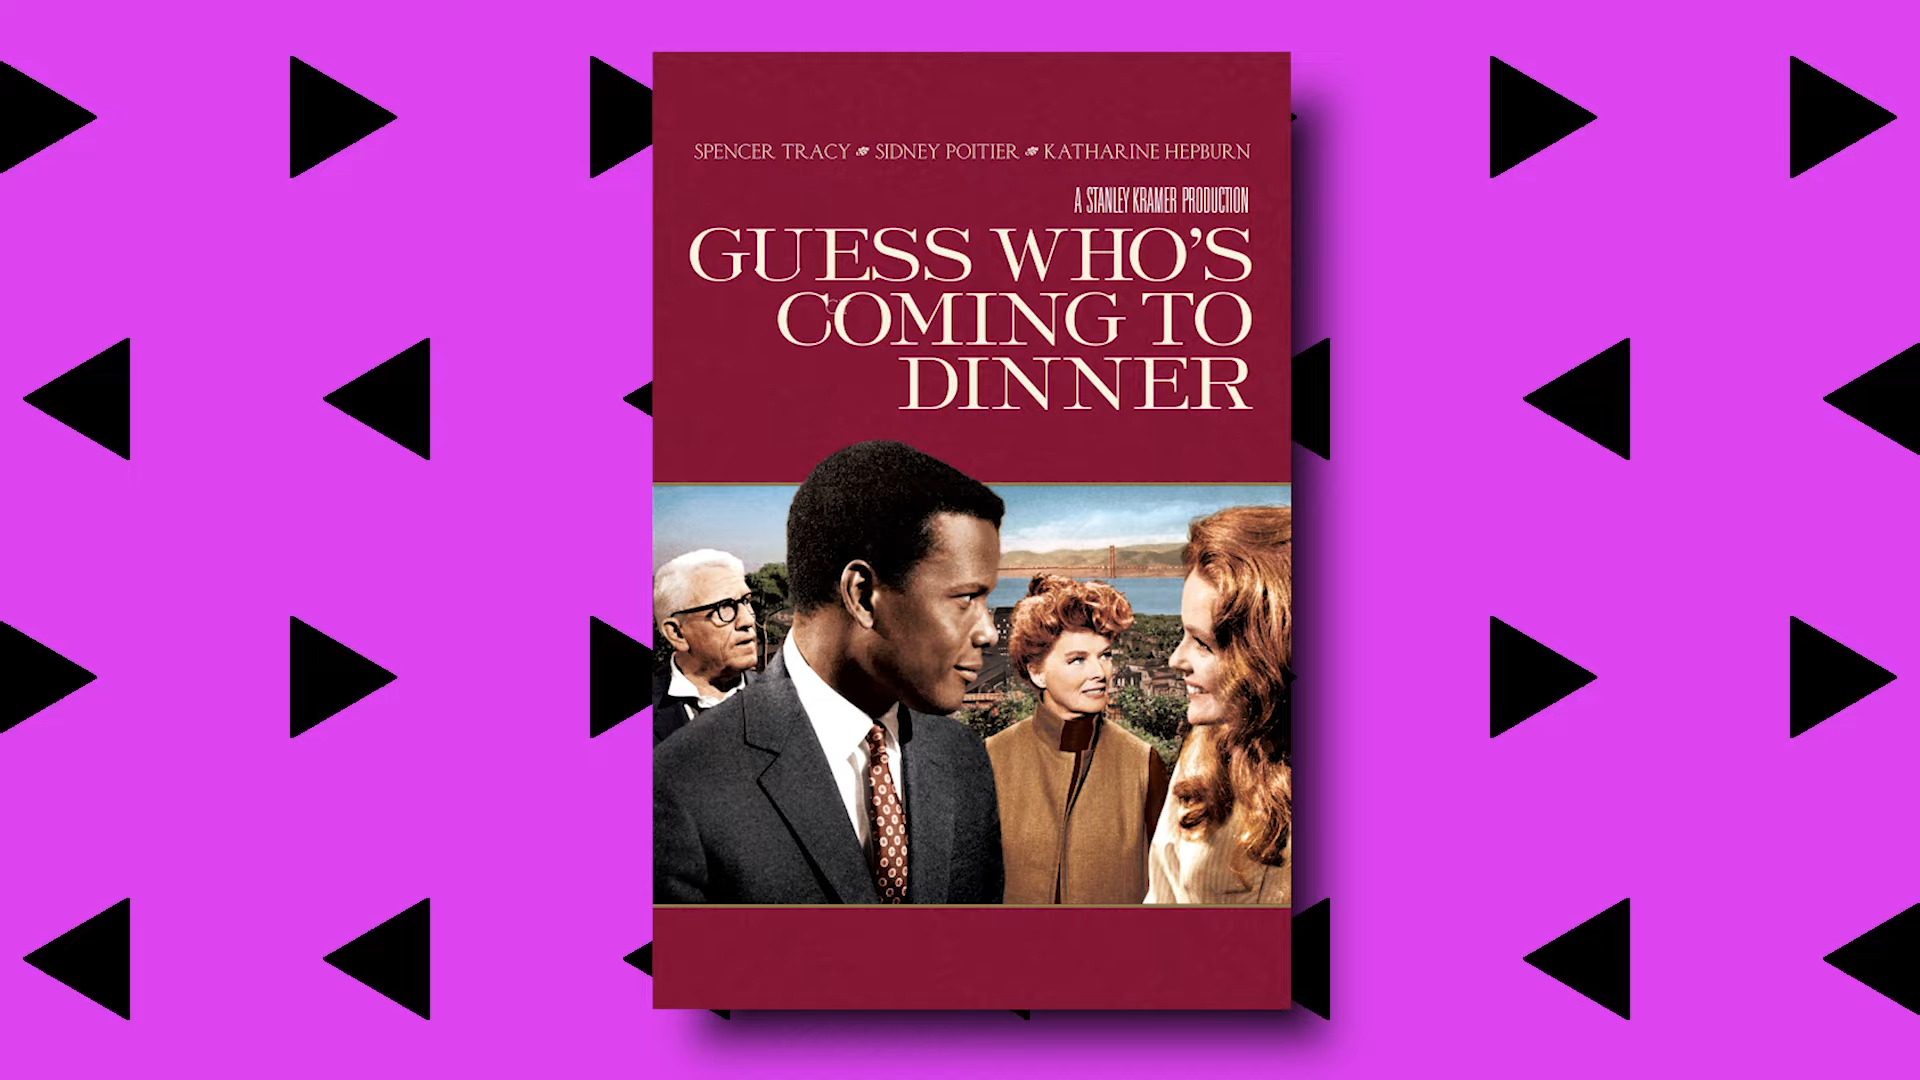 SPENCER TRACY SIDNEY POITIER KATHARINE HEPBURN
A STANLEY KRAMER PRODUCTION
GUESS WHO'S
COMING TO
DINNER